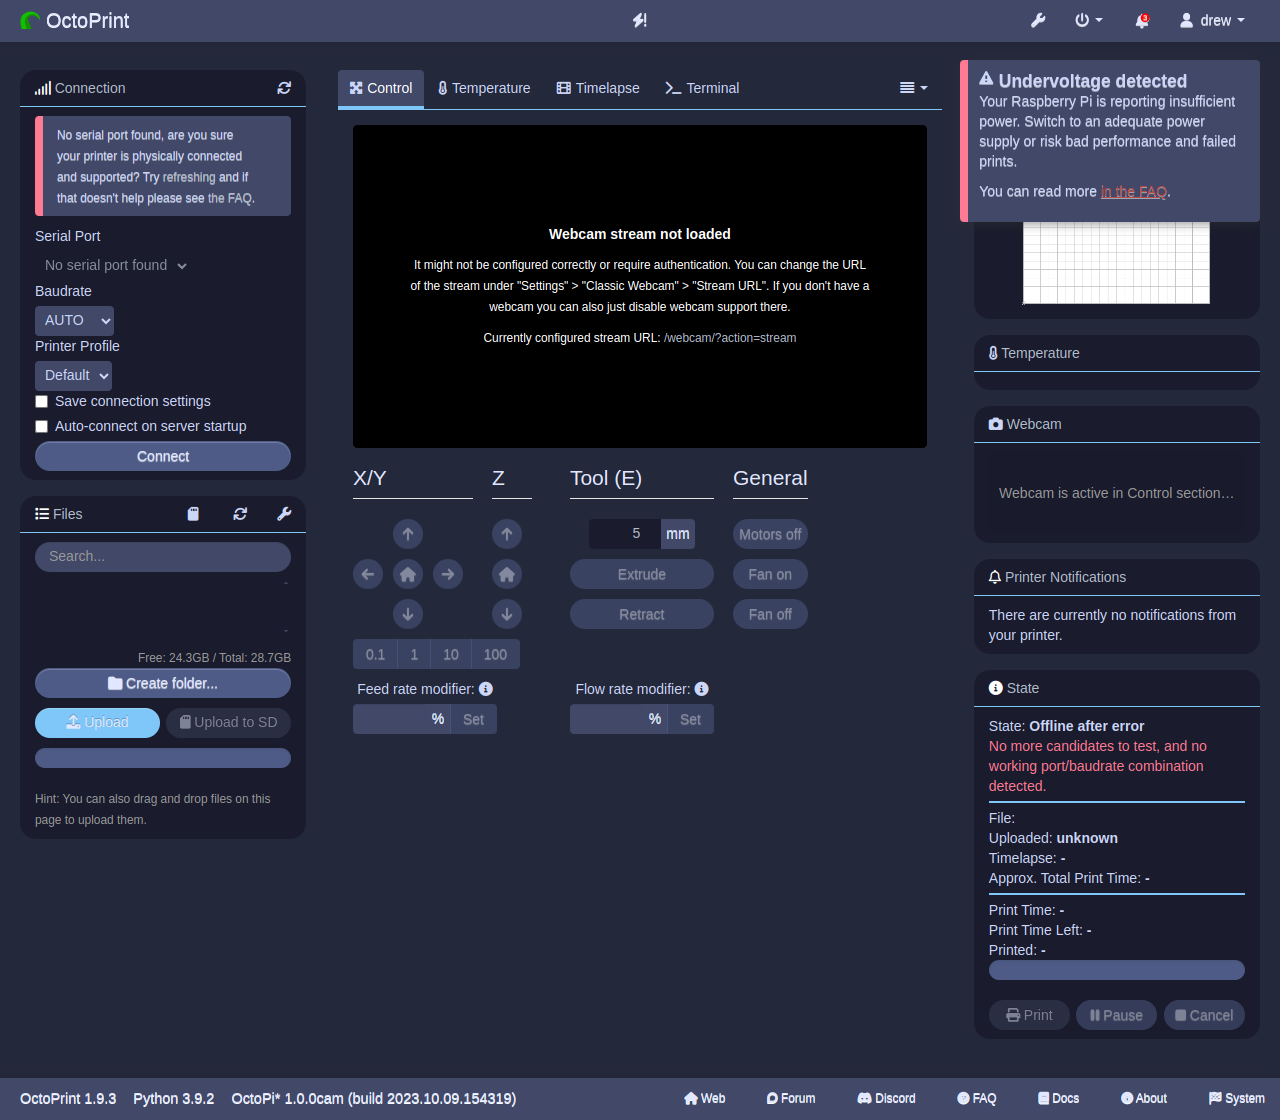 OctoPrint
3
drew
Connection
No serial port found, are you sure
your printer is physically connected
and supported? Try refreshing and if
that doesn't help please see the FAQ.
Serial Port
No serial port found
Baudrate
AUTO
Printer Profile
Default
Save connection settings
Auto-connect on server startup
Connect
Files
Search...
-
-
Free: 24.3GB / Total: 28.7GB
Create folder...
Upload
Upload to SD
Hint: You can also drag and drop files on this
page to upload them.
Control
Temperature
Timelapse
Terminal
Webcam stream not loaded
It might not be configured correctly or require authentication. You can change the URL
of the stream under "Settings" > "Classic Webcam" > "Stream URL". If you don't have a
webcam you can also just disable webcam support there.
Currently configured stream URL: /webcam/?action=stream
X/Y
Z
Tool (E)
General
5 mm
Motors off
Extrude
Fan on
Retract
Fan off
0.1 1 10 100
Feed rate modifier:
% Set
Flow rate modifier:
% Set
Undervoltage detected
Your Raspberry Pi is reporting insufficient
power. Switch to an adequate power
supply or risk bad performance and failed
prints.
You can read more in the FAQ.
Temperature
Webcam
Webcam is active in Control section…
Printer Notifications
There are currently no notifications from
your printer.
State
State: Offline after error
No more candidates to test, and no
working port/baudrate combination
detected.
File:
Uploaded: unknown
Timelapse: -
Approx. Total Print Time: -
Print Time: -
Print Time Left: -
Printed: -
Print
Pause
Cancel
OctoPrint 1.9.3 Python 3.9.2 OctoPi* 1.0.0cam (build 2023.10.09.154319)
Web Forum Discord FAQ Docs About System